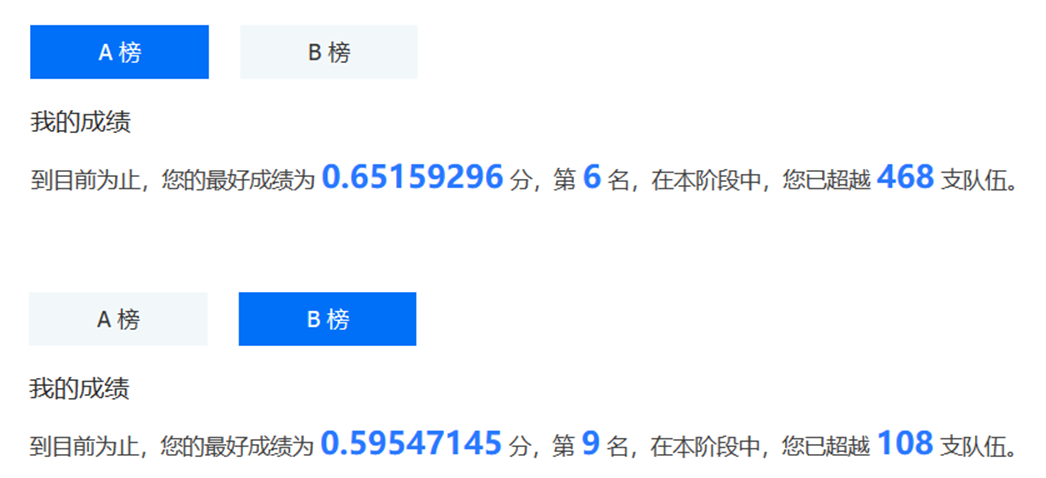 A 榜 B 榜
我的成绩
到目前为止，您的最好成绩为 0.65159296 分，第 6 名，在本阶段中，您已超越 468 支队伍。
A 榜 B 榜
我的成绩
到目前为止，您的最好成绩为 0.59547145 分，第 9 名，在本阶段中，您已超越 108 支队伍。